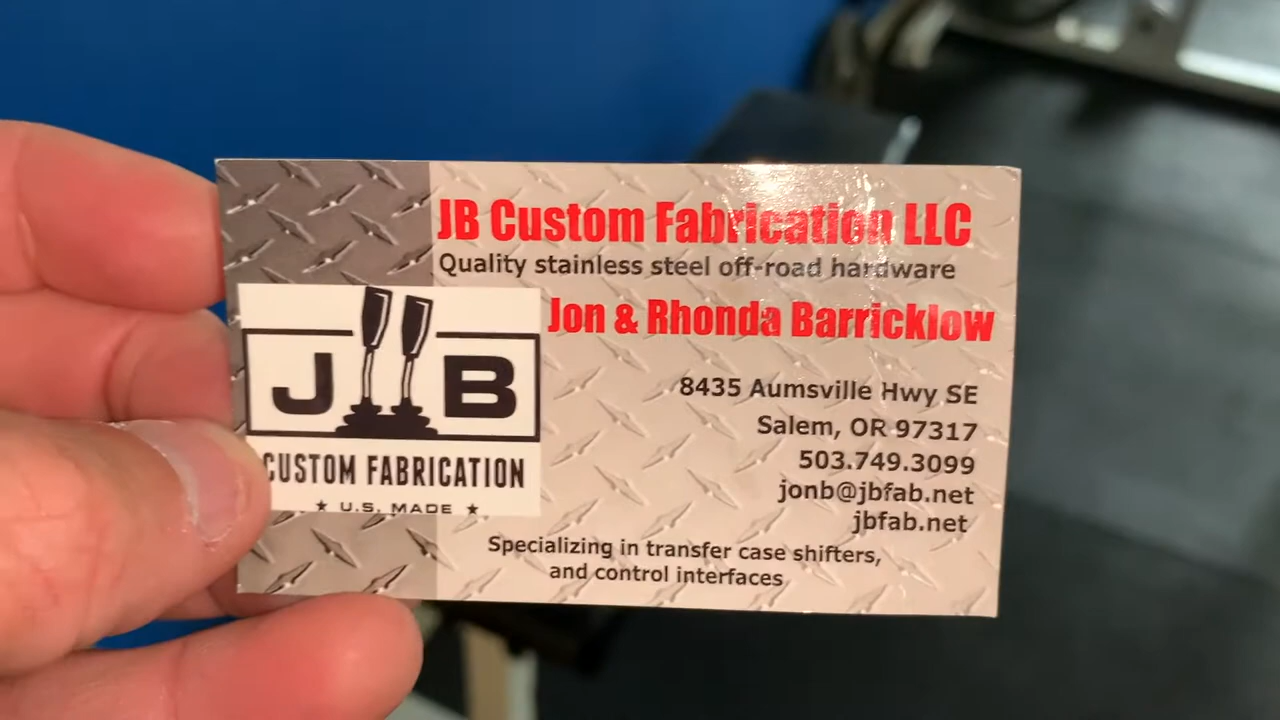 JB Custom Fabrication LLC
Quality stainless steel off-road hardware
Jon & Rhonda Barricklow
J B
CUSTOM FABRICATION
★ U.S. MADE ★
8435 Aumsville Hwy SE
Salem, OR 97317
503.749.3099
jonb@jbfab.net
jbfab.net
Specializing in transfer case shifters,
and control interfaces